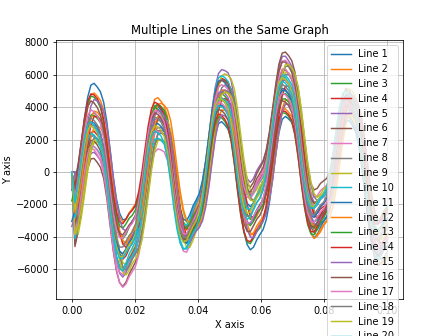 Multiple Lines on the Same Graph
8000
6000
4000
2000
0
−2000
−4000
−6000
Y axis
0.00
0.02
0.04
0.06
X axis
Line 1
Line 2
Line 3
Line 4
Line 5
Line 6
Line 7
Line 8
Line 9
Line 10
Line 11
Line 12
Line 13
Line 14
Line 15
Line 16
Line 17
Line 18
Line 19
Line 20